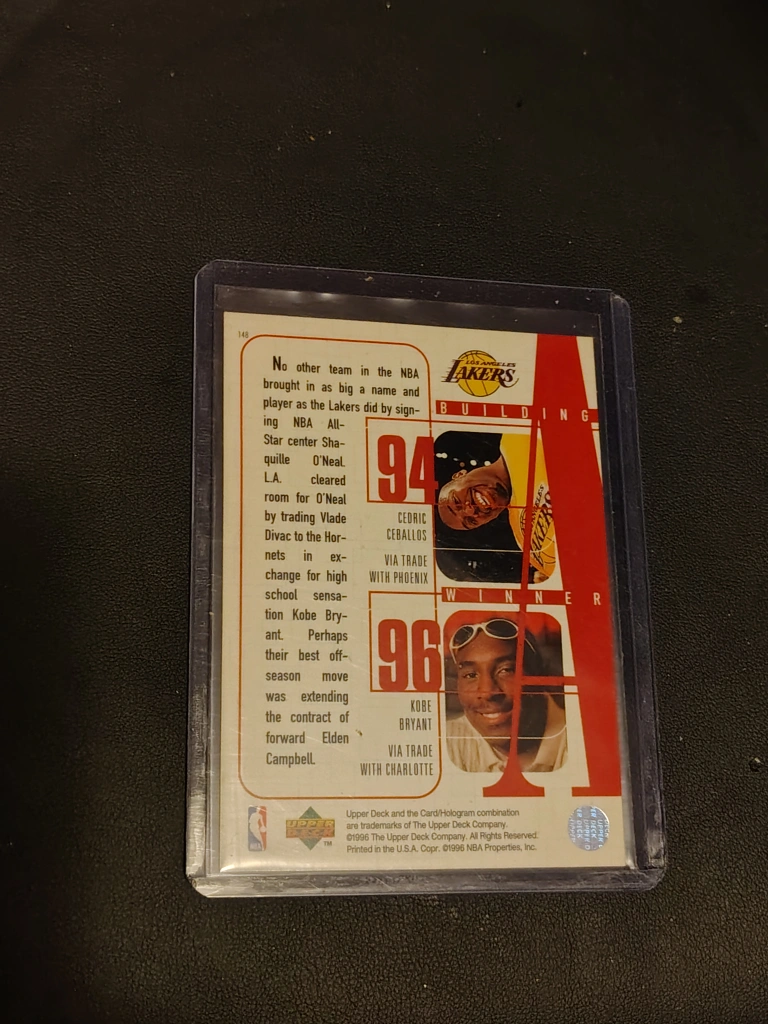 148
No other team in the NBA
brought in as big a name and
player as the Lakers did by sign-
ing NBA All-
Star center Sha-
quille O'Neal.
L.A. cleared
room for O'Neal
by trading Vlade
Divac to the Hor-
nets in ex-
change for high
school sensa-
tion Kobe Bry-
ant. Perhaps
their best off-
season move
was extending
the contract of
forward Elden
Campbell.
LOS ANGELES
LAKERS
BUILDING
A
94
CEDRIC
CEBALLOS
VIA TRADE
WITH PHOENIX
LAKERS
WINNER
96
KOBE
BRYANT
VIA TRADE
WITH CHARLOTTE
NBA
UPPER
DECK
TM
Upper Deck and the Card/Hologram combination
are trademarks of The Upper Deck Company.
©1996 The Upper Deck Company. All Rights Reserved.
Printed in the U.S.A. Copr. ©1996 NBA Properties, Inc.